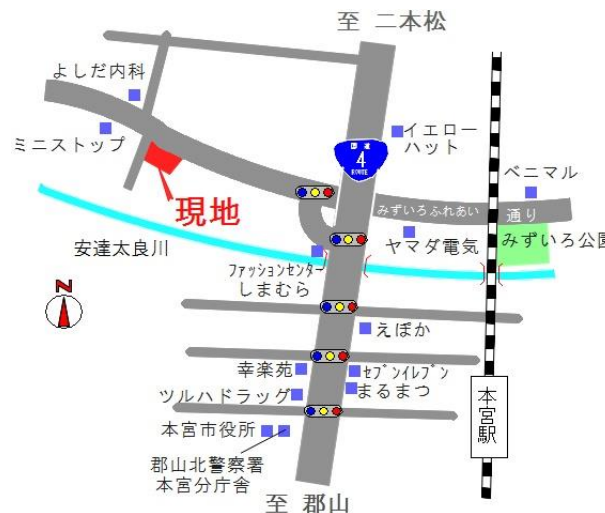 至 二本松
よしだ内科
ミニストップ
イエロー
ハット
国道
4
ROUTE
ベニマル
現地
みずいろふれあい 通り
安達太良川
ヤマダ電気
みずいろ公園
ファッションセンター
しまむら
N
えぽか
幸楽苑
セブンイレブン
まるまつ
ツルハドラッグ
本宮駅
本宮市役所
郡山北警察署
本宮分庁舎
至 郡山